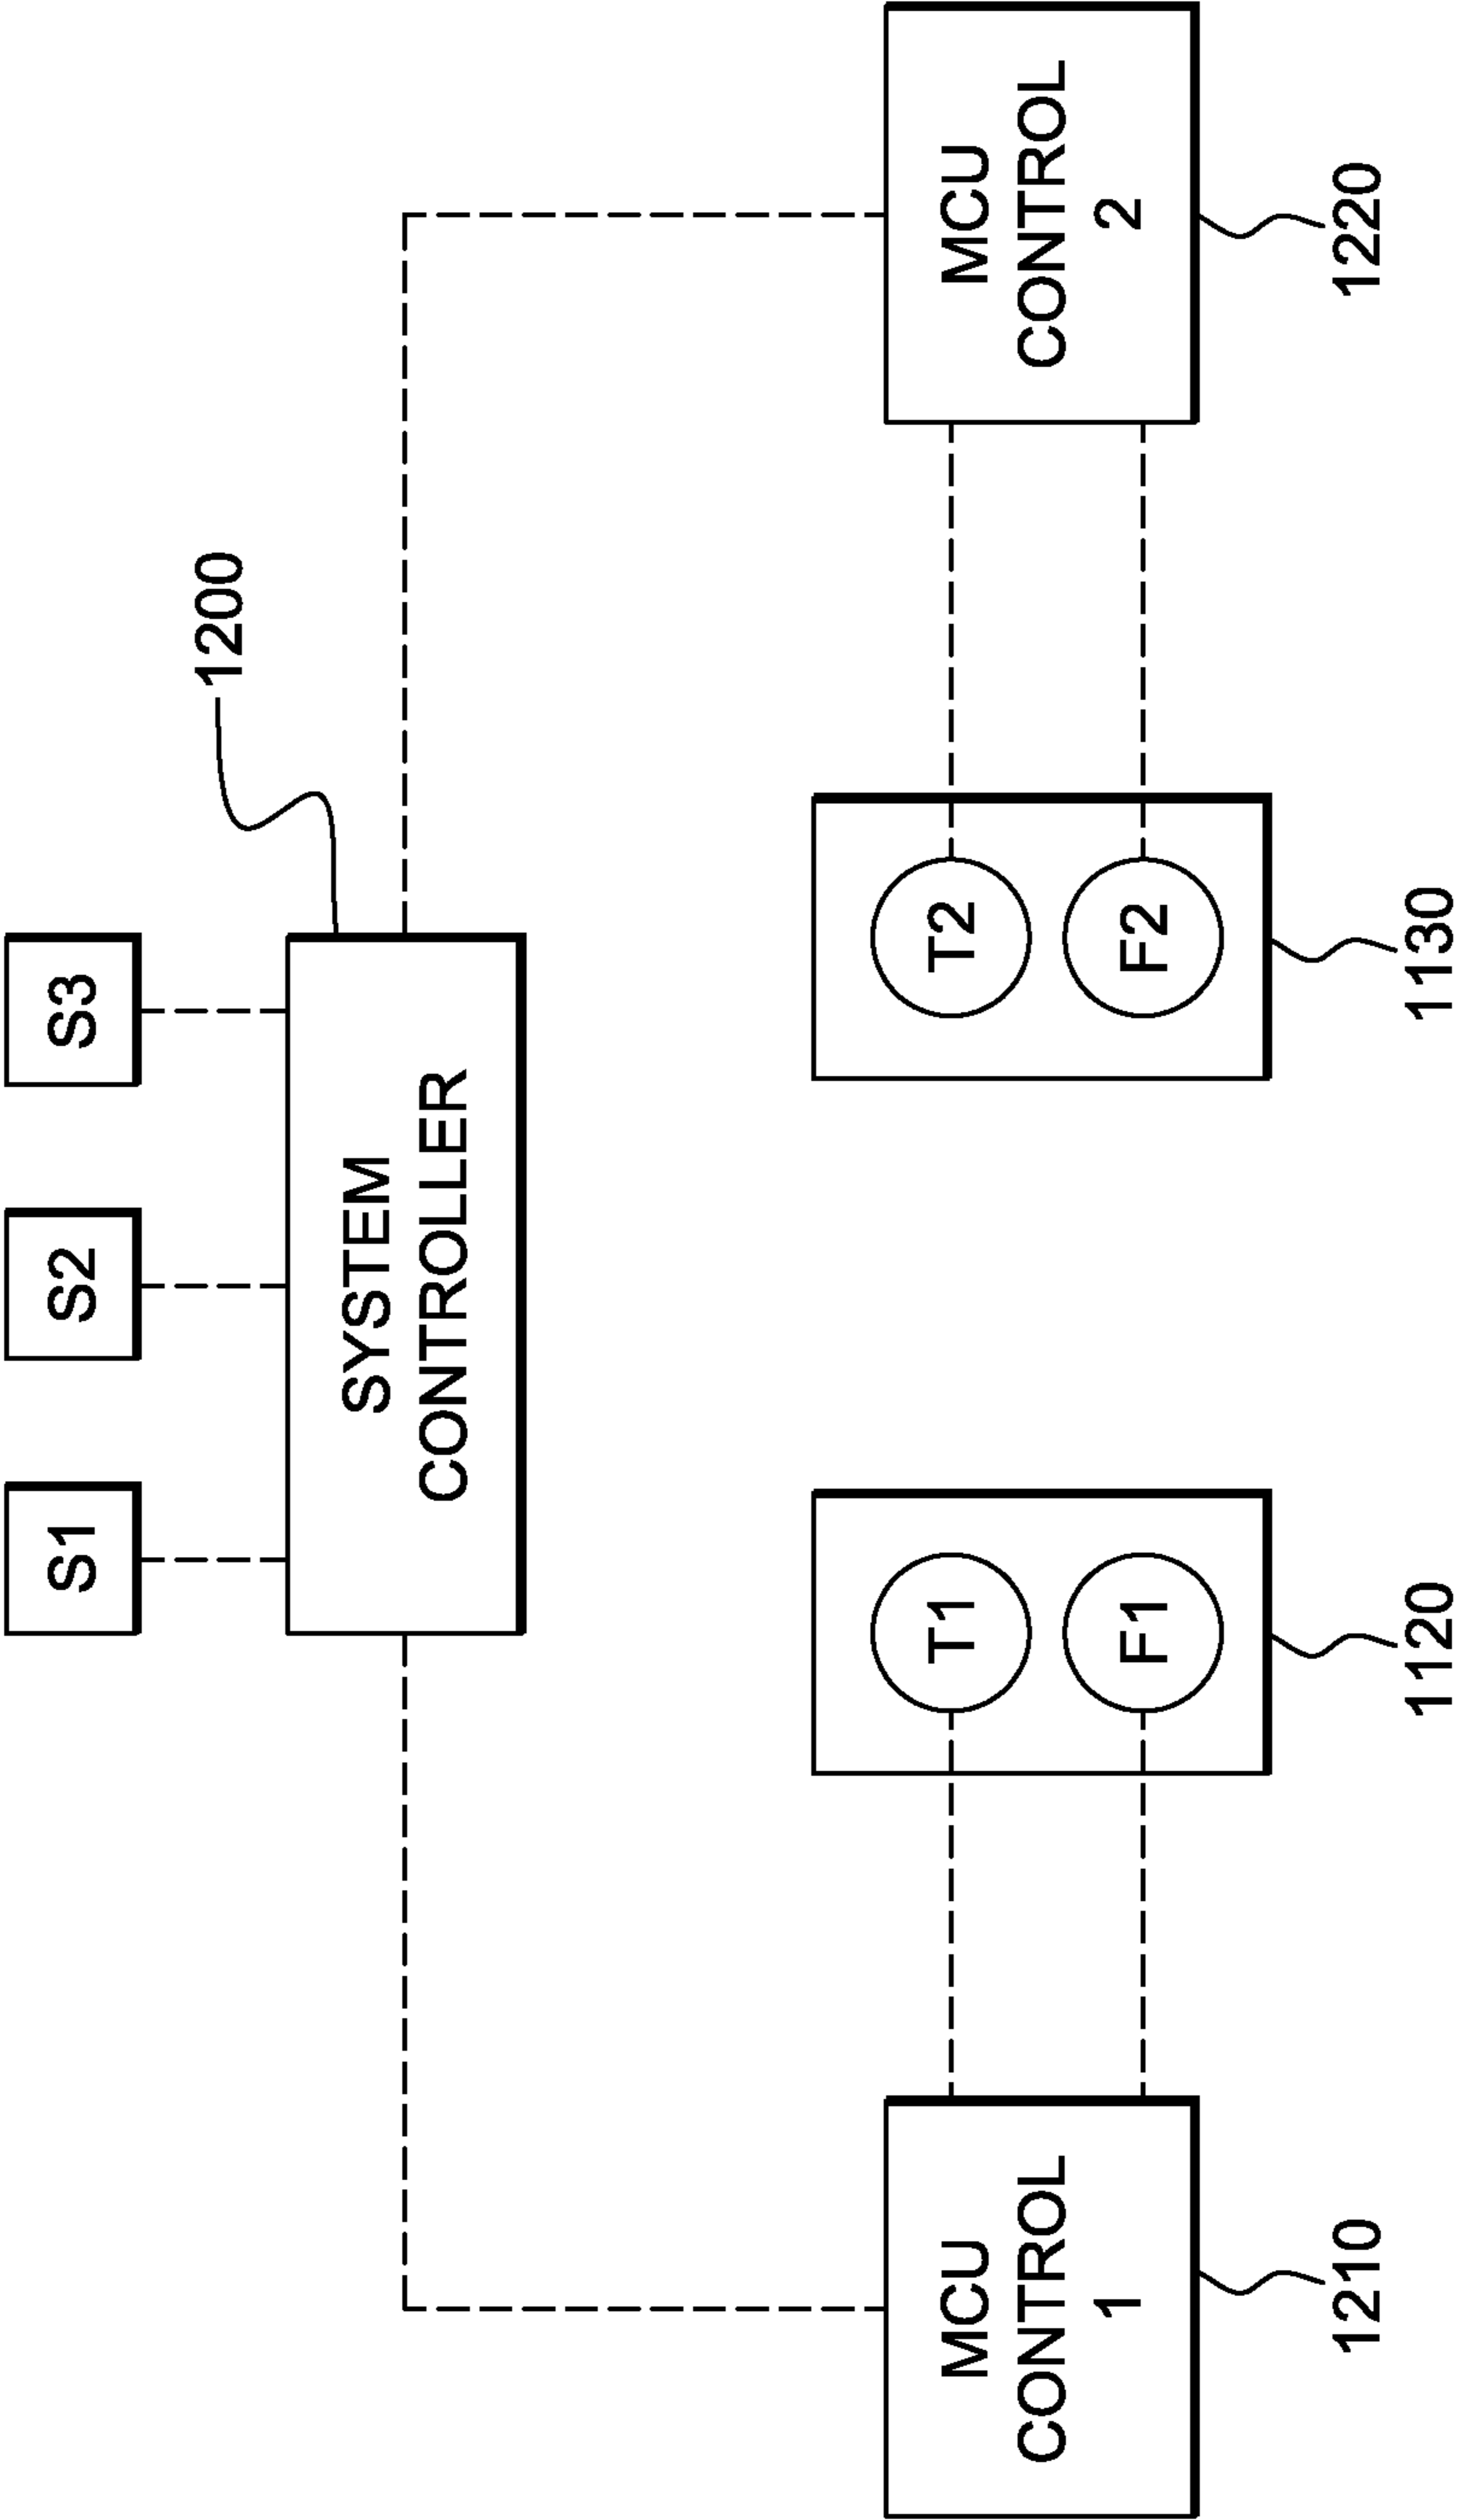 S1
S2
S3
1200
SYSTEM
CONTROLLER
MCU
CONTROL
1
T1
F1
T2
F2
MCU
CONTROL
2
1210
1120
1130
1220